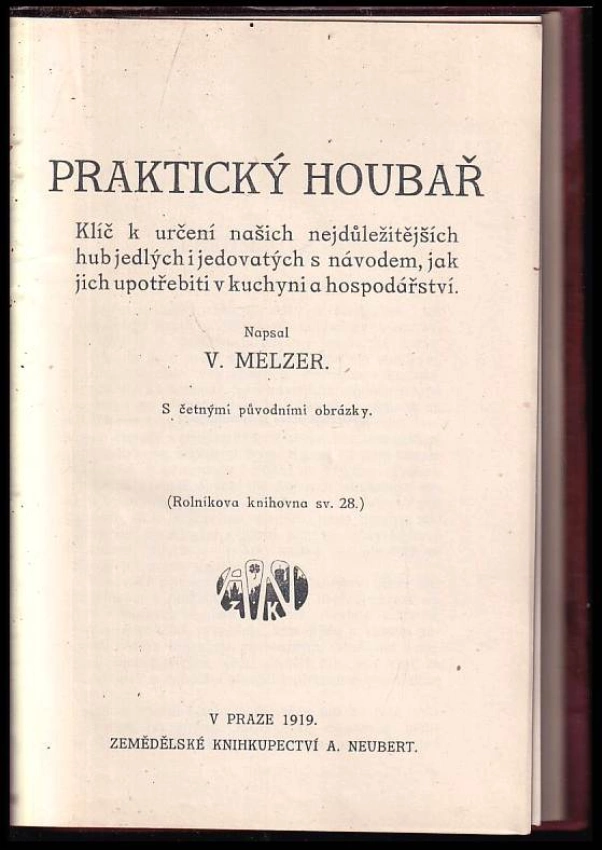 PRAKTICKÝ HOUBAŘ
Klíč k určení našich nejdůležitějších
hub jedlých i jedovatých s návodem, jak
jich upotřebiti v kuchyni a hospodářství.
Napsal
V. MELZER.
S četnými původními obrázky.
(Rolníkova knihovna sv. 28.)
V PRAZE 1919.
ZEMĚDĚLSKÉ KNIHKUPECTVÍ A. NEUBERT.